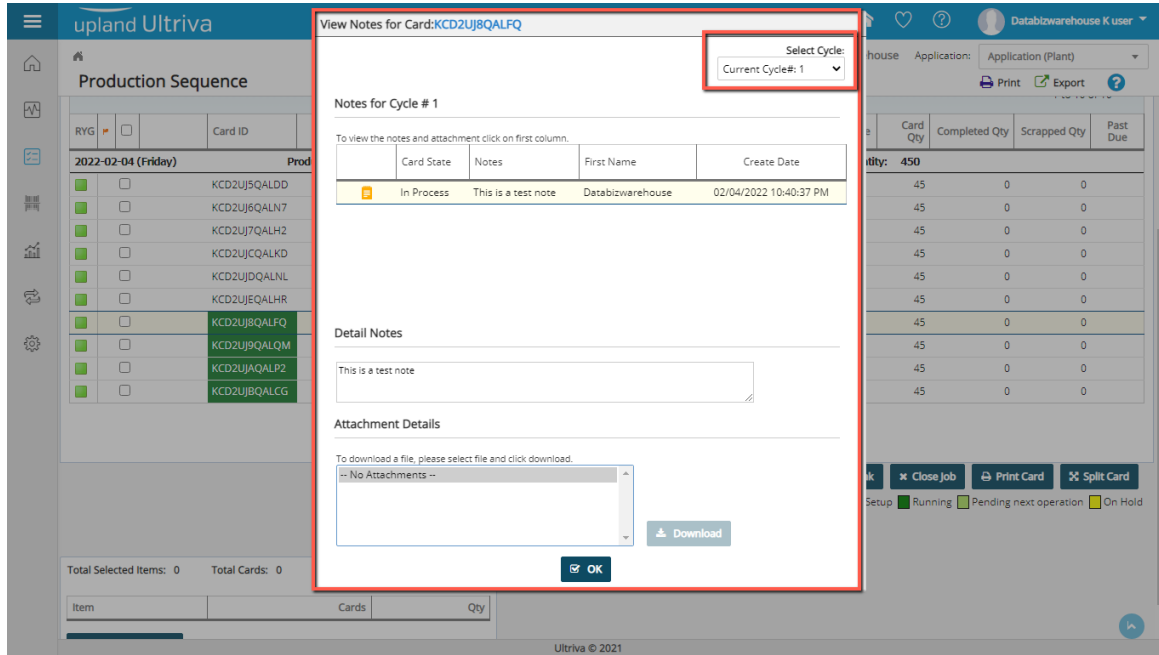 upland Ultriva
Databizwarehouse K user
house Application: Application (Plant)
Production Sequence
Print Export
RYG Card ID
Card Qty Completed Qty Scrapped Qty Past Due
2022-02-04 (Friday) Prod
tity: 450
KCD2UJ5QALDD 45 0 0
KCD2UJ6QALN7 45 0 0
KCD2UJ7QALH2 45 0 0
KCD2UJCQALKD 45 0 0
KCD2UJDQALNL 45 0 0
KCD2UJEQALHR 45 0 0
KCD2UJ8QALFQ 45 0 0
KCD2UJ9QALQM 45 0 0
KCD2UJAQALP2 45 0 0
KCD2UJBQALCG 45 0 0
View Notes for Card:KCD2UJ8QALFQ
Select Cycle:
Current Cycle#: 1
Notes for Cycle # 1
To view the notes and attachment click on first column.
Card State Notes First Name Create Date
In Process This is a test note Databizwarehouse 02/04/2022 10:40:37 PM
Detail Notes
This is a test note
Attachment Details
To download a file, please select file and click download.
-- No Attachments --
Download
OK
Close Job Print Card Split Card
Setup Running Pending next operation On Hold
Total Selected Items: 0 Total Cards: 0
Item Cards Qty
Ultriva © 2021